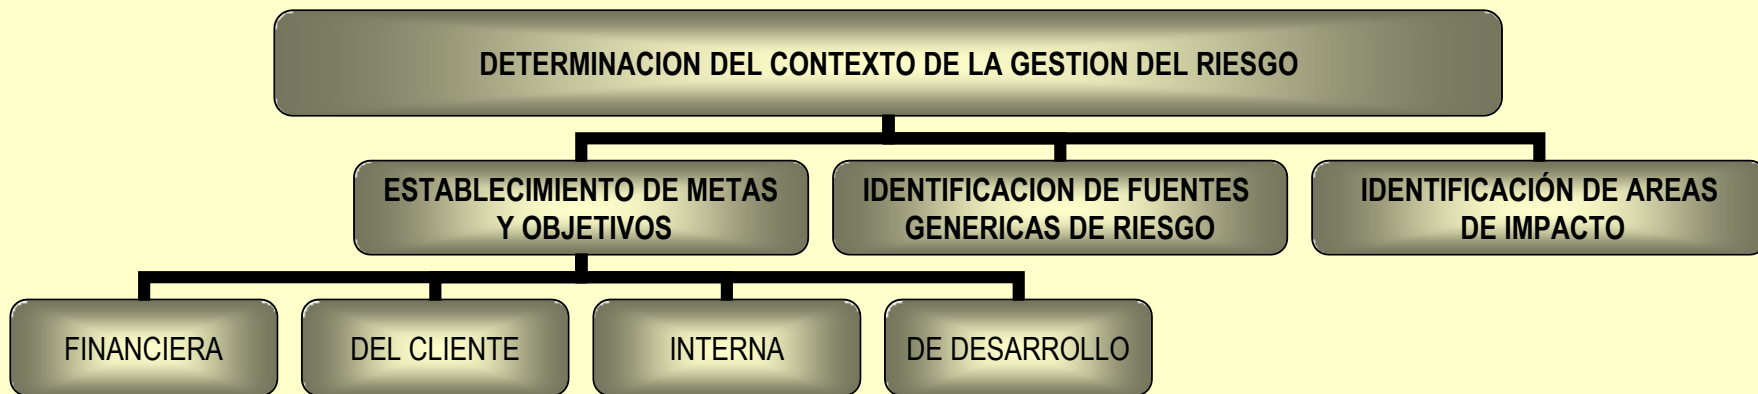 DETERMINACION DEL CONTEXTO DE LA GESTION DEL RIESGO
ESTABLECIMIENTO DE METAS
Y OBJETIVOS
IDENTIFICACION DE FUENTES
GENERICAS DE RIESGO
IDENTIFICACIÓN DE AREAS
DE IMPACTO
FINANCIERA
DEL CLIENTE
INTERNA
DE DESARROLLO